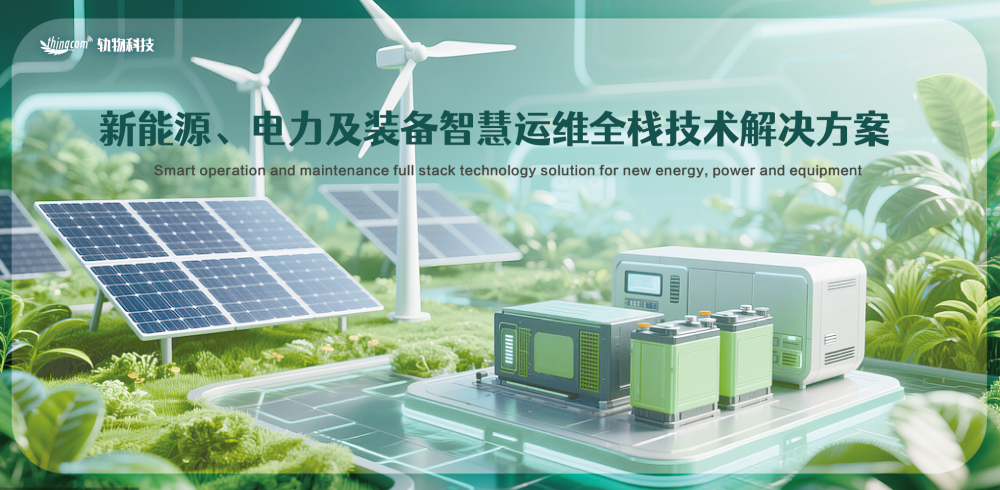 thingcom 轨物科技
新能源、电力及装备智慧运维全栈技术解决方案
Smart operation and maintenance full stack technology solution for new energy, power and equipment